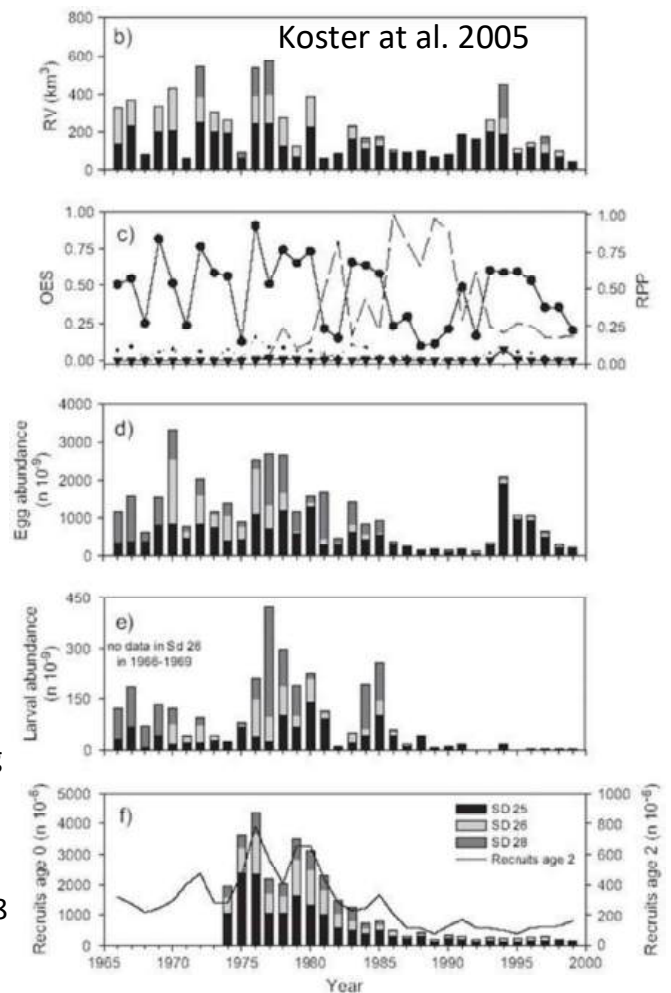 Koster at al. 2005
b)
RV (km³)
800
600
400
200
0
c)
OES
1.00
0.75
0.50
0.25
0.00
1.00
0.75
0.50
0.25
0.00
RPP
d)
Egg abundance
(n 10⁻⁹)
4000
3000
2000
1000
0
e)
no data in Sd 26
in 1966-1969
Larval abundance
(n 10⁻⁹)
450
300
150
0
f)
Recruits age 0 (n 10⁻⁶)
5000
4000
3000
2000
1000
0
SD 25
SD 26
SD 28
Recruits age 2
1000
800
600
400
200
0
Recruits age 2 (n 10⁻⁶)
1965 1970 1975 1980 1985 1990 1995 2000
Year